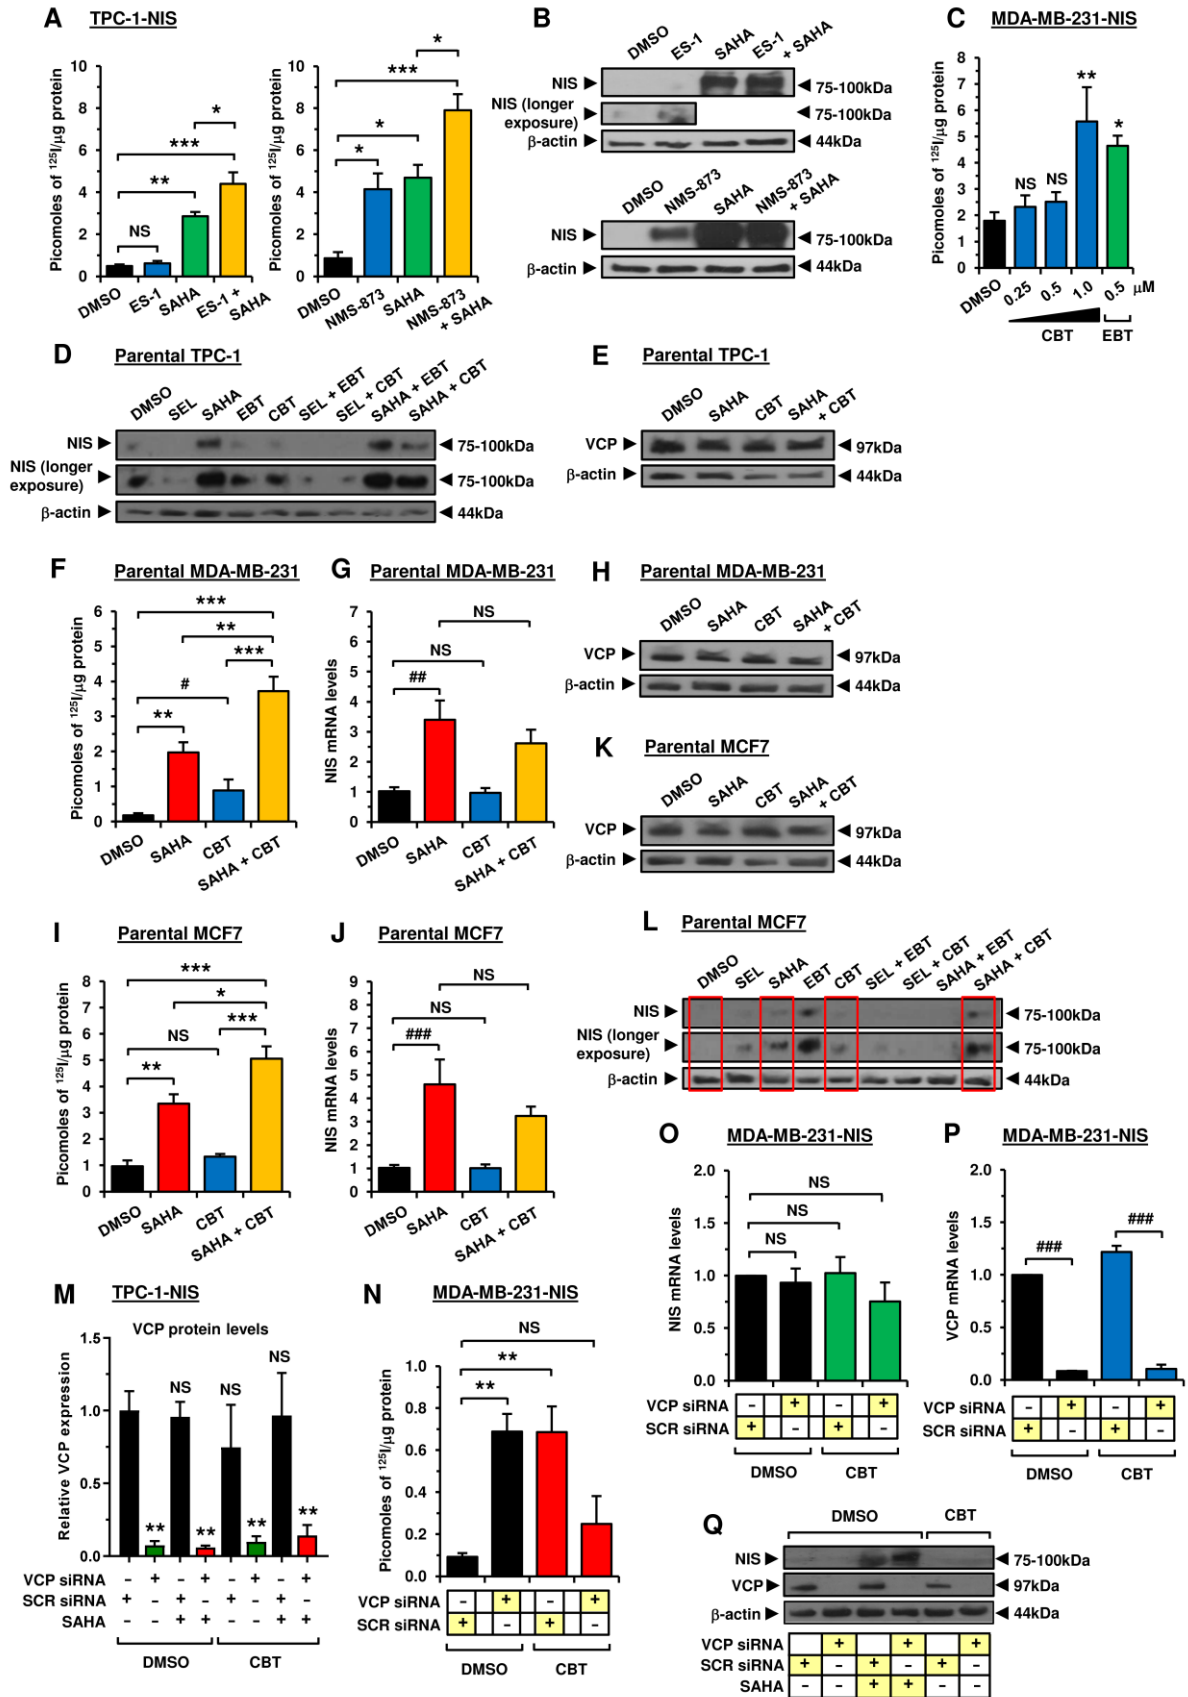 A TPC-1-NIS
Picomoles of ¹²⁵I/µg protein
10
8
6
4
2
0
NS
**
***
*
DMSO
ES-1
SAHA
ES-1 + SAHA
Picomoles of ¹²⁵I/µg protein
10
8
6
4
2
0
*
*
***
*
DMSO
NMS-873
SAHA
NMS-873 + SAHA
B
DMSO ES-1 SAHA ES-1 + SAHA
NIS 75-100kDa
NIS (longer exposure) 75-100kDa
β-actin 44kDa
DMSO NMS-873 SAHA NMS-873 + SAHA
NIS 75-100kDa
β-actin 44kDa
C MDA-MB-231-NIS
Picomoles of ¹²⁵I/µg protein
8
7
6
5
4
3
2
1
0
NS NS ** *
DMSO 0.25 0.5 1.0 0.5 µM
CBT EBT
D Parental TPC-1
DMSO SEL SAHA EBT CBT SEL + EBT SEL + CBT SAHA + EBT SAHA + CBT
NIS 75-100kDa
NIS (longer exposure) 75-100kDa
β-actin 44kDa
E Parental TPC-1
DMSO SAHA CBT SAHA + CBT
VCP 97kDa
β-actin 44kDa
F Parental MDA-MB-231
Picomoles of ¹²⁵I/µg protein
6
5
4
3
2
1
0
***
**
***
#
**
DMSO SAHA CBT SAHA + CBT
G Parental MDA-MB-231
NIS mRNA levels
7
6
5
4
3
2
1
0
NS
NS
##
DMSO SAHA CBT SAHA + CBT
H Parental MDA-MB-231
DMSO SAHA CBT SAHA + CBT
VCP 97kDa
β-actin 44kDa
K Parental MCF7
DMSO SAHA CBT SAHA + CBT
VCP 97kDa
β-actin 44kDa
I Parental MCF7
Picomoles of ¹²⁵I/µg protein
8
7
6
5
4
3
2
1
0
***
*
***
NS
**
DMSO SAHA CBT SAHA + CBT
J Parental MCF7
NIS mRNA levels
9
8
7
6
5
4
3
2
1
0
NS
NS
###
DMSO SAHA CBT SAHA + CBT
L Parental MCF7
DMSO SEL SAHA EBT CBT SEL + EBT SEL + CBT SAHA + EBT SAHA + CBT
NIS 75-100kDa
NIS (longer exposure) 75-100kDa
β-actin 44kDa
M TPC-1-NIS
VCP protein levels
Relative VCP expression
1.5
1.0
0.5
0.0
** NS ** NS ** NS **
VCP siRNA – + – + – + – +
SCR siRNA + – + – + – + –
SAHA – – + + – – + +
DMSO CBT
N MDA-MB-231-NIS
Picomoles of ¹²⁵I/µg protein
1.0
0.8
0.6
0.4
0.2
0.0
NS
**
**
VCP siRNA – + – +
SCR siRNA + – + –
DMSO CBT
O MDA-MB-231-NIS
NIS mRNA levels
2.0
1.5
1.0
0.5
0.0
NS
NS
NS
VCP siRNA – + – +
SCR siRNA + – + –
DMSO CBT
P MDA-MB-231-NIS
VCP mRNA levels
2.0
1.5
1.0
0.5
0.0
###
###
VCP siRNA – + – +
SCR siRNA + – + –
DMSO CBT
Q
DMSO CBT
NIS 75-100kDa
VCP 97kDa
β-actin 44kDa
VCP siRNA – + – + – +
SCR siRNA + – + – + –
SAHA – – + + – –